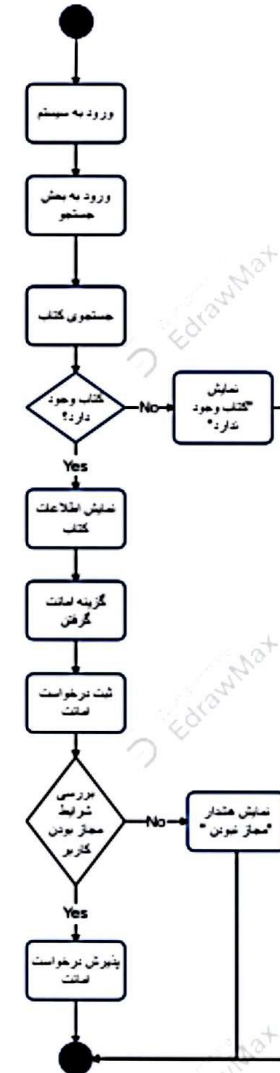 ورود به سیستم
ورود به بخش
جستجو
جستجوی کتاب
کتاب وجود
دارد؟
No
نمایش
"کتاب وجود
ندارد"
Yes
نمایش اطلاعات
کتاب
گزینه امانت
گرفتن
ثبت درخواست
امانت
بررسی
شرایط
مجاز بودن
کاربر
No
نمایش هشدار
"مجاز نبودن"
Yes
پذیرش درخواست
امانت
EdrawMax
EdrawMax